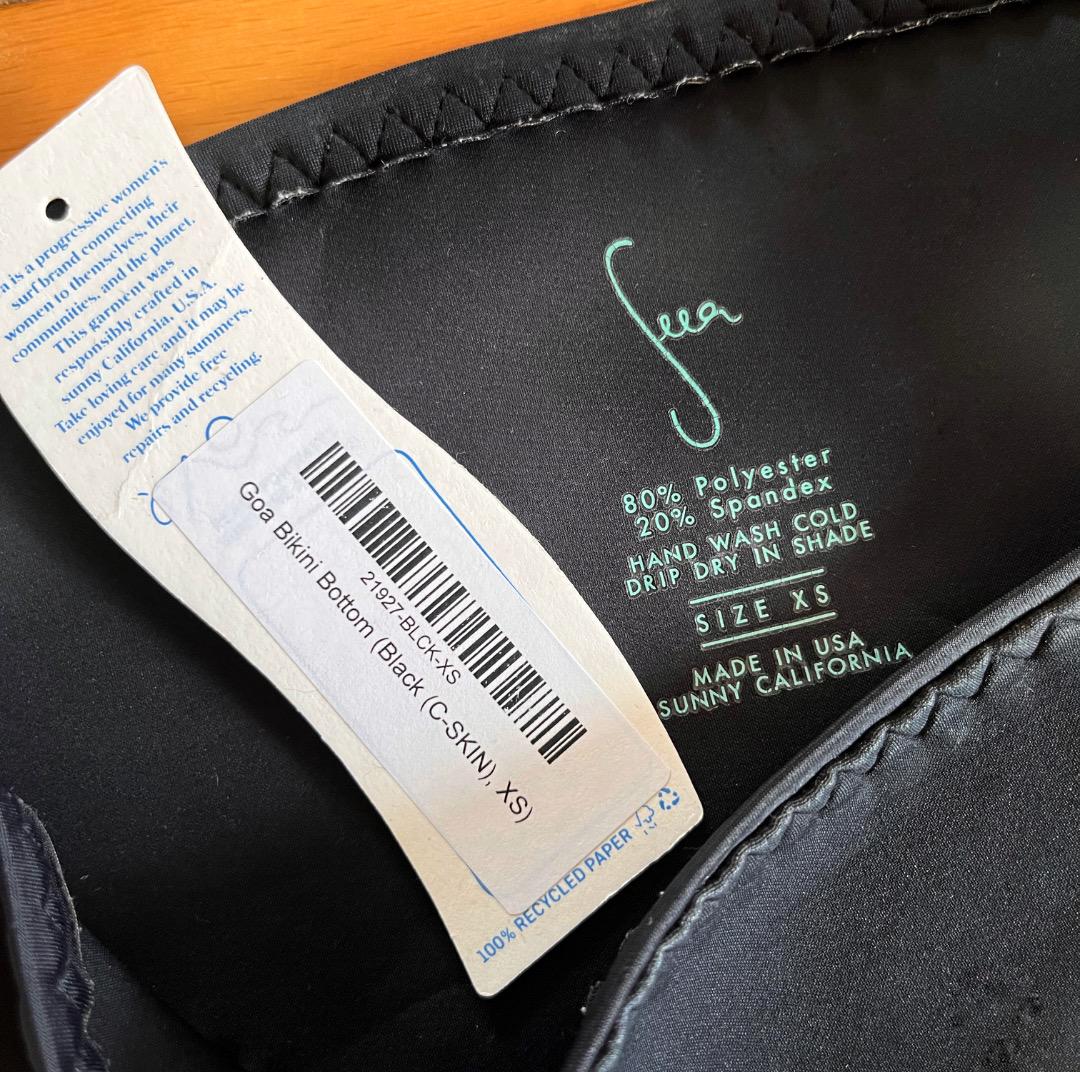 a is a progressive women's
surf brand connecting
women to themselves, their
communities, and the planet.
This garment was
responsibly crafted in
sunny California, U.S.A.
Take loving care and it may be
enjoyed for many summers.
We provide free
repairs and recycling.
21927-BLCK-XS
Goa Bikini Bottom (Black (C-SKIN), XS)
100% RECYCLED PAPER
80% Polyester
20% Spandex
HAND WASH COLD
DRIP DRY IN SHADE
SIZE XS
MADE IN USA
SUNNY CALIFORNIA